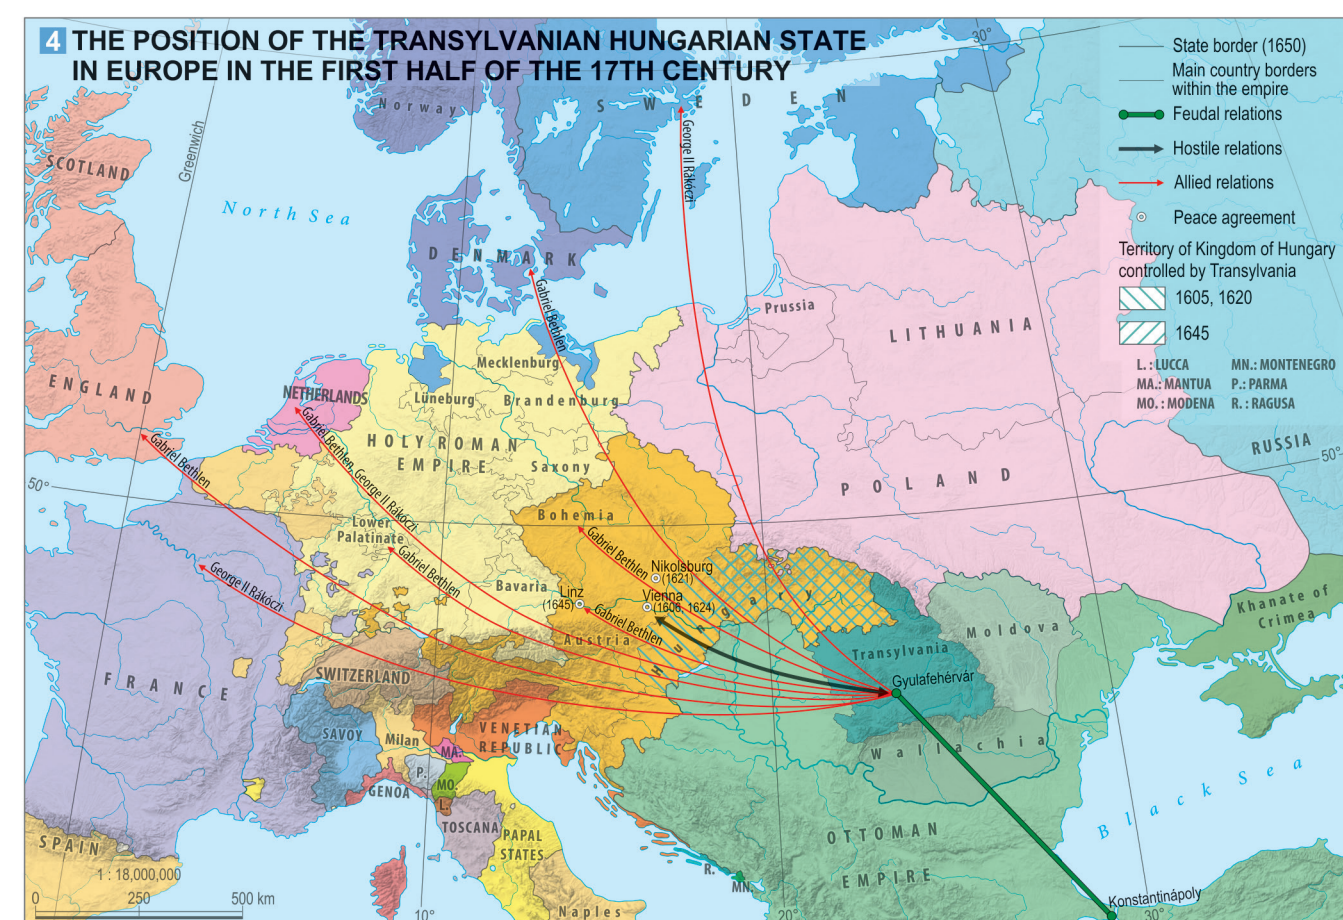 4 THE POSITION OF THE TRANSYLVANIAN HUNGARIAN STATE
IN EUROPE IN THE FIRST HALF OF THE 17TH CENTURY
30°
State border (1650)
Main country borders
within the empire
Feudal relations
Hostile relations
Allied relations
Peace agreement
Territory of Kingdom of Hungary
controlled by Transylvania
1605, 1620
1645
L. : LUCCA
MN.: MONTENEGRO
MA.: MANTUA
P.: PARMA
MO. : MODENA
R. : RAGUSA
Norway
SWEDEN
George II Rákóczi
Greenwich
SCOTLAND
North Sea
DENMARK
Gabriel Bethlen
Prussia
LITHUANIA
ENGLAND
NETHERLANDS
Mecklenburg
Lüneburg
Brandenburg
HOLY ROMAN
EMPIRE
Saxony
Gabriel Bethlen
Gabriel Bethlen, George II Rákóczi
RUSSIA
50°
50°
POLAND
Bohemia
Lower
Palatinate
Gabriel Bethlen
Gabriel Bethlen
George II Rákóczi
Bavaria
Nikolsburg
(1621)
Linz
(1645)
Vienna
(1606, 1624)
Gabriel Bethlen
Austria
Hungary
Khanate of
Crimea
Moldova
Transylvania
Gyulafehérvár
FRANCE
SWITZERLAND
SAVOY
Milan
VENETIAN
REPUBLIC
MA.
P.
MO.
GENOA
L.
TOSCANA
PAPAL
STATES
Wallachia
Black Sea
OTTOMAN
EMPIRE
R.
MN.
SPAIN
1 : 18,000,000
0
250
500 km
10°
Naples
20°
Konstantinápoly
30°